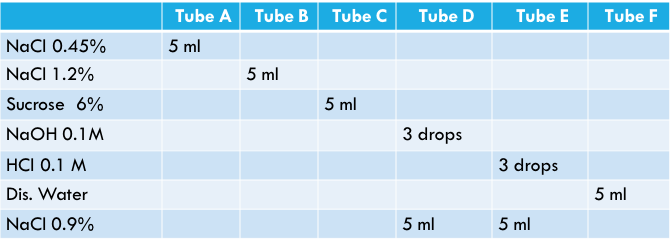 Tube A Tube B Tube C Tube D Tube E Tube F
NaCl 0.45% 5 ml
NaCl 1.2% 5 ml
Sucrose 6% 5 ml
NaOH 0.1M 3 drops
HCl 0.1 M 3 drops
Dis. Water 5 ml
NaCl 0.9% 5 ml 5 ml